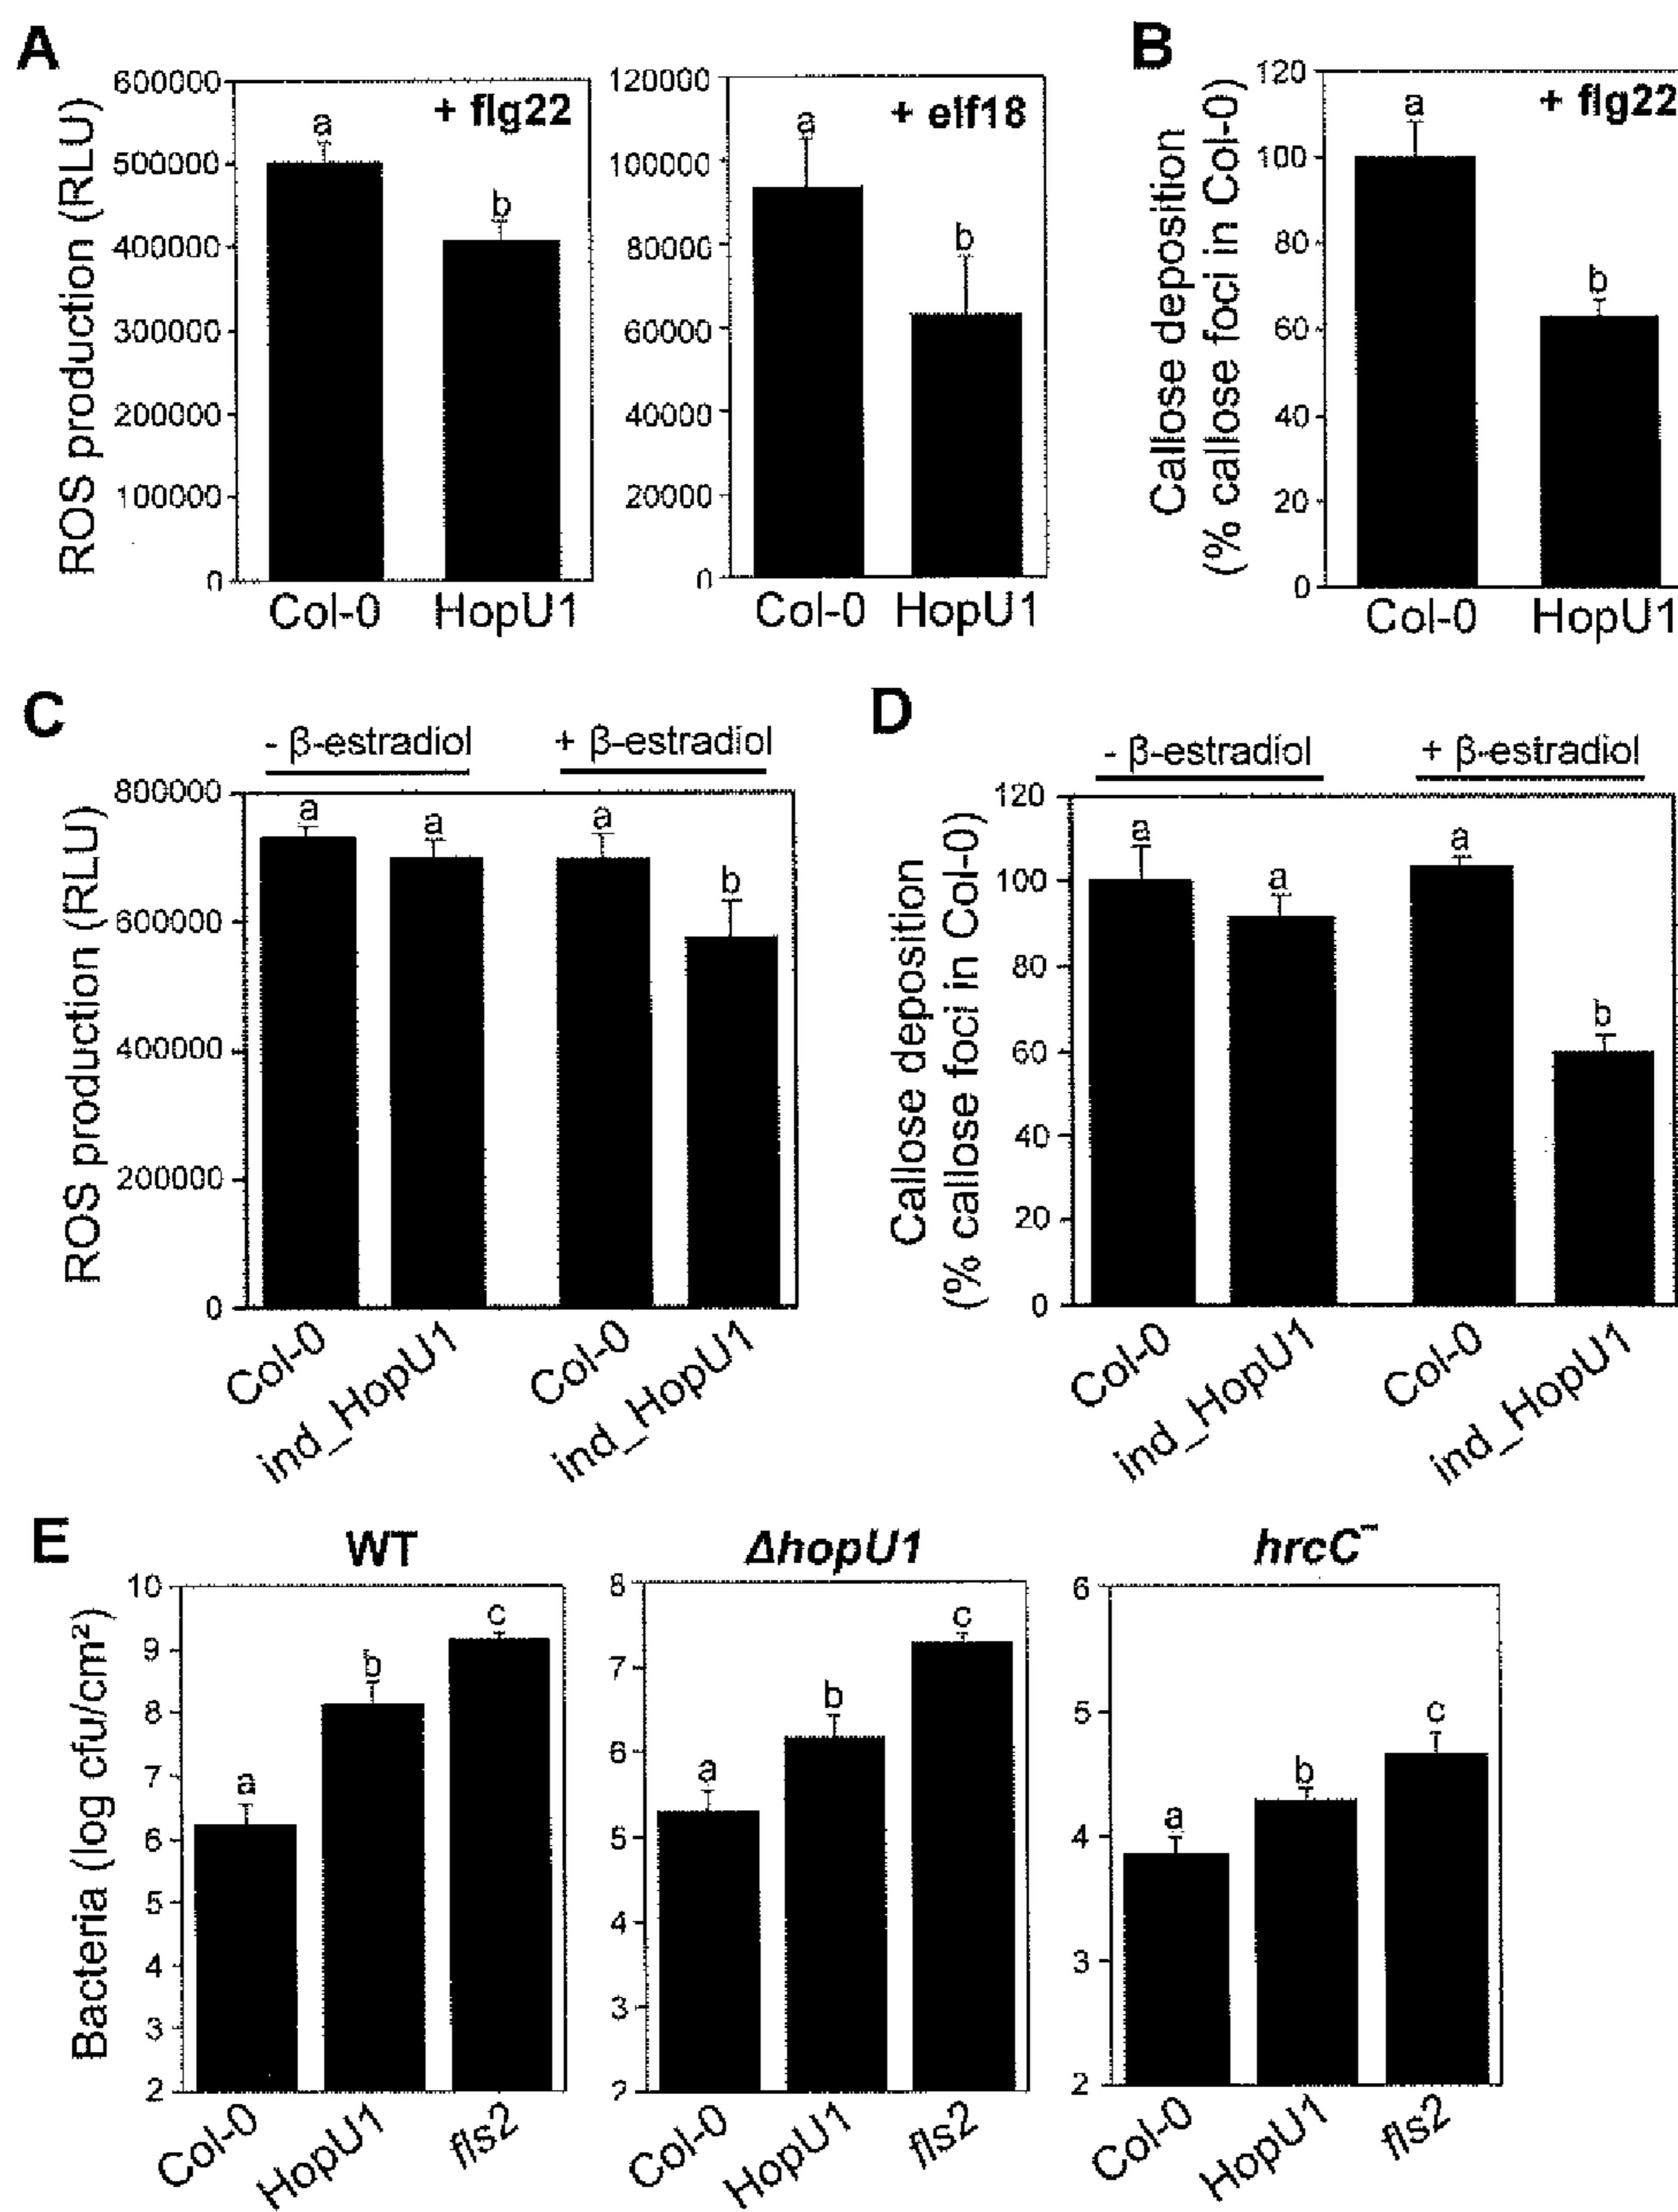 A
ROS production (RLU)
600000
500000
400000
300000
200000
100000
0
+ flg22
a
b
Col-0
HopU1
120000
100000
80000
60000
40000
20000
0
+ elf18
a
b
Col-0
HopU1
B
Callose deposition
(% callose foci in Col-0)
120
100
80
60
40
20
0
+ flg22
a
b
Col-0
HopU1
C
- β-estradiol
+ β-estradiol
ROS production (RLU)
800000
600000
400000
200000
0
a
a
a
b
Col-0
ind_HopU1
Col-0
ind_HopU1
D
- β-estradiol
+ β-estradiol
Callose deposition
(% callose foci in Col-0)
120
100
80
60
40
20
0
a
a
a
b
Col-0
ind_HopU1
Col-0
ind_HopU1
E
Bacteria (log cfu/cm²)
WT
10
9
8
7
6
5
4
3
2
a
b
c
Col-0
HopU1
fls2
ΔhopU1
8
7
6
5
4
3
2
a
b
c
Col-0
HopU1
fls2
hrcC⁻
6
5
4
3
2
a
b
c
Col-0
HopU1
fls2